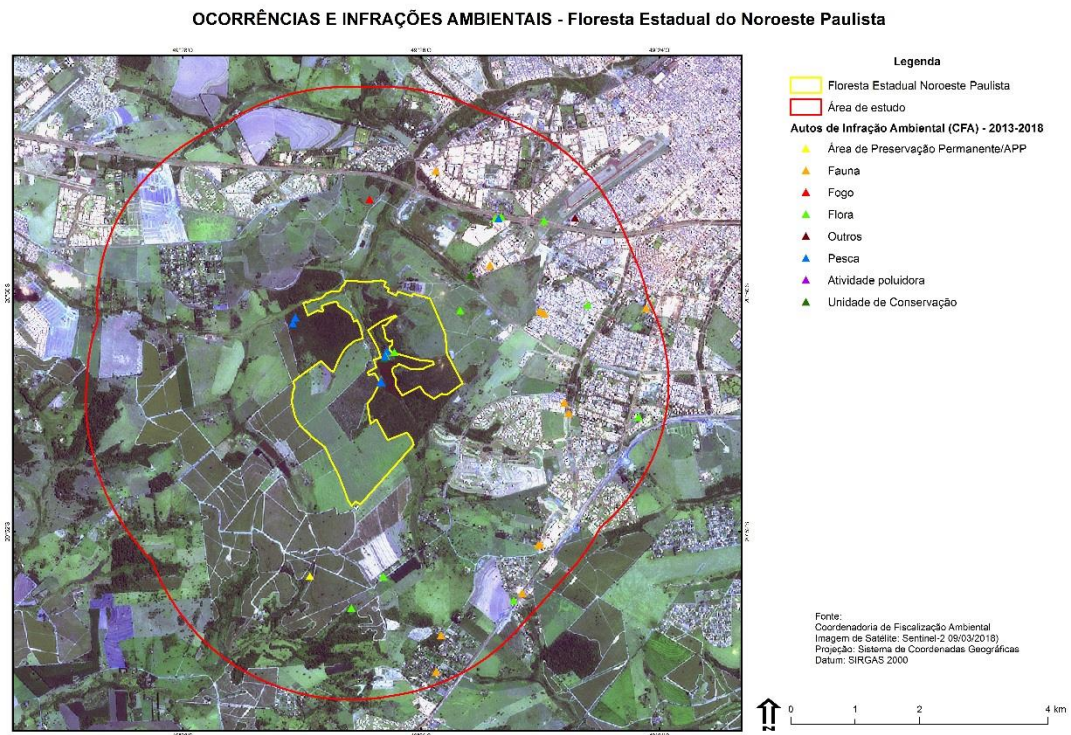 OCORRÊNCIAS E INFRAÇÕES AMBIENTAIS - Floresta Estadual do Noroeste Paulista
Legenda
Floresta Estadual Noroeste Paulista
Área de estudo
Autos de Infração Ambiental (CFA) - 2013-2018
Área de Preservação Permanente/APP
Fauna
Fogo
Flora
Outros
Pesca
Atividade poluidora
Unidade de Conservação
Fonte:
Coordenadoria de Fiscalização Ambiental
Imagem de Satélite: Sentinel-2 09/03/2018)
Projeção: Sistema de Coordenadas Geográficas
Datum: SIRGAS 2000
N
0 1 2 4 km